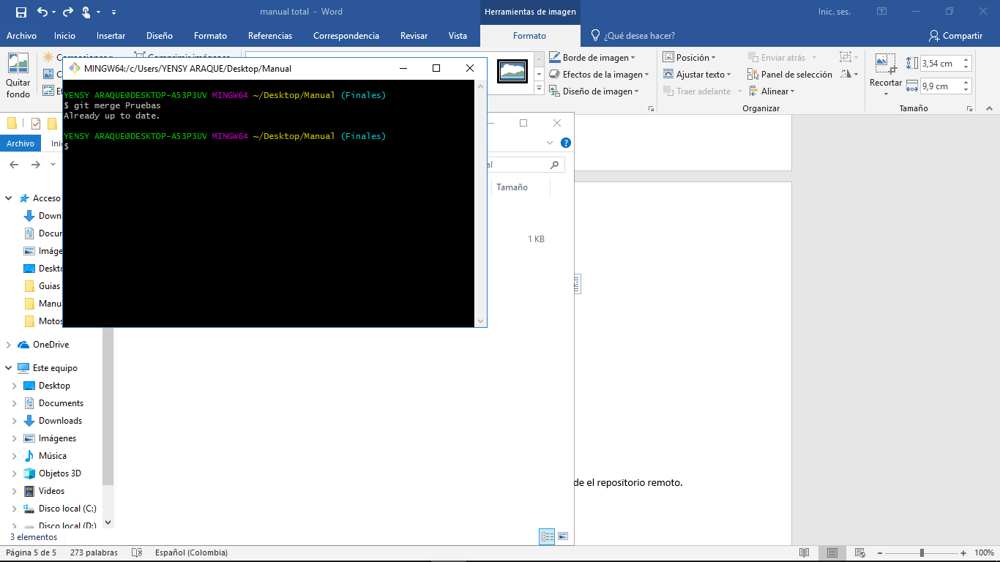 manual total - Word
Herramientas de imagen
Inic. ses.
Archivo Inicio Insertar Diseño Formato Referencias Correspondencia Revisar Vista Formato ¿Qué desea hacer? Compartir
Quitar fondo
Borde de imagen
Efectos de la imagen
Diseño de imagen
Posición
Ajustar texto
Traer adelante
Enviar atrás
Panel de selección
Alinear
Organizar
Recortar
3,54 cm
9,9 cm
Tamaño
MINGW64:/c/Users/YENSY ARAQUE/Desktop/Manual
YENSY ARAQUE@DESKTOP-A53P3UV MINGW64 ~/Desktop/Manual (Finales)
$ git merge Pruebas
Already up to date.
YENSY ARAQUE@DESKTOP-A53P3UV MINGW64 ~/Desktop/Manual (Finales)
$
Archivo
Tamaño
1 KB
Acceso
Down
Docur
Image
Deskto
Guias
Manua
Motos
OneDrive
Este equipo
Desktop
Documents
Downloads
Imágenes
Música
Objetos 3D
Videos
Disco local (C:)
Disco local (D:)
3 elementos
de el repositorio remoto.
Página 5 de 5 273 palabras Español (Colombia) 100%